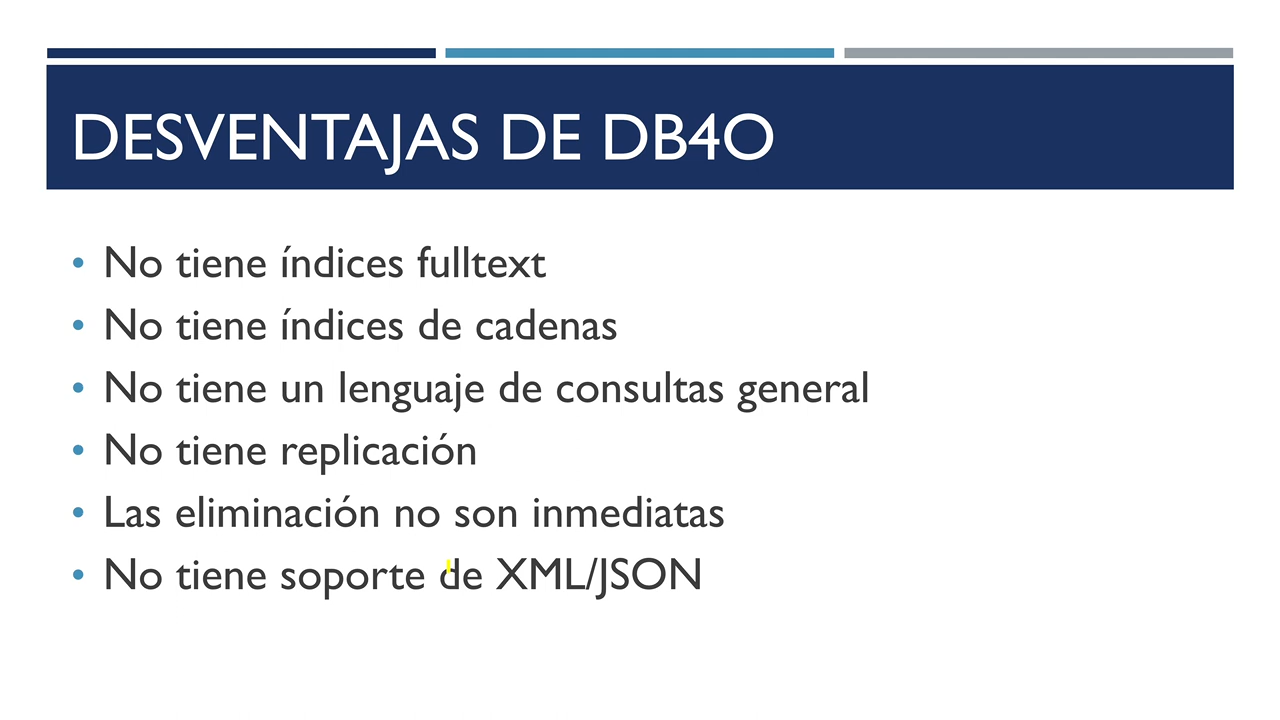 DESVENTAJAS DE DB4O
• No tiene índices fulltext
• No tiene índices de cadenas
• No tiene un lenguaje de consultas general
• No tiene replicación
• Las eliminación no son inmediatas
• No tiene soporte de XML/JSON